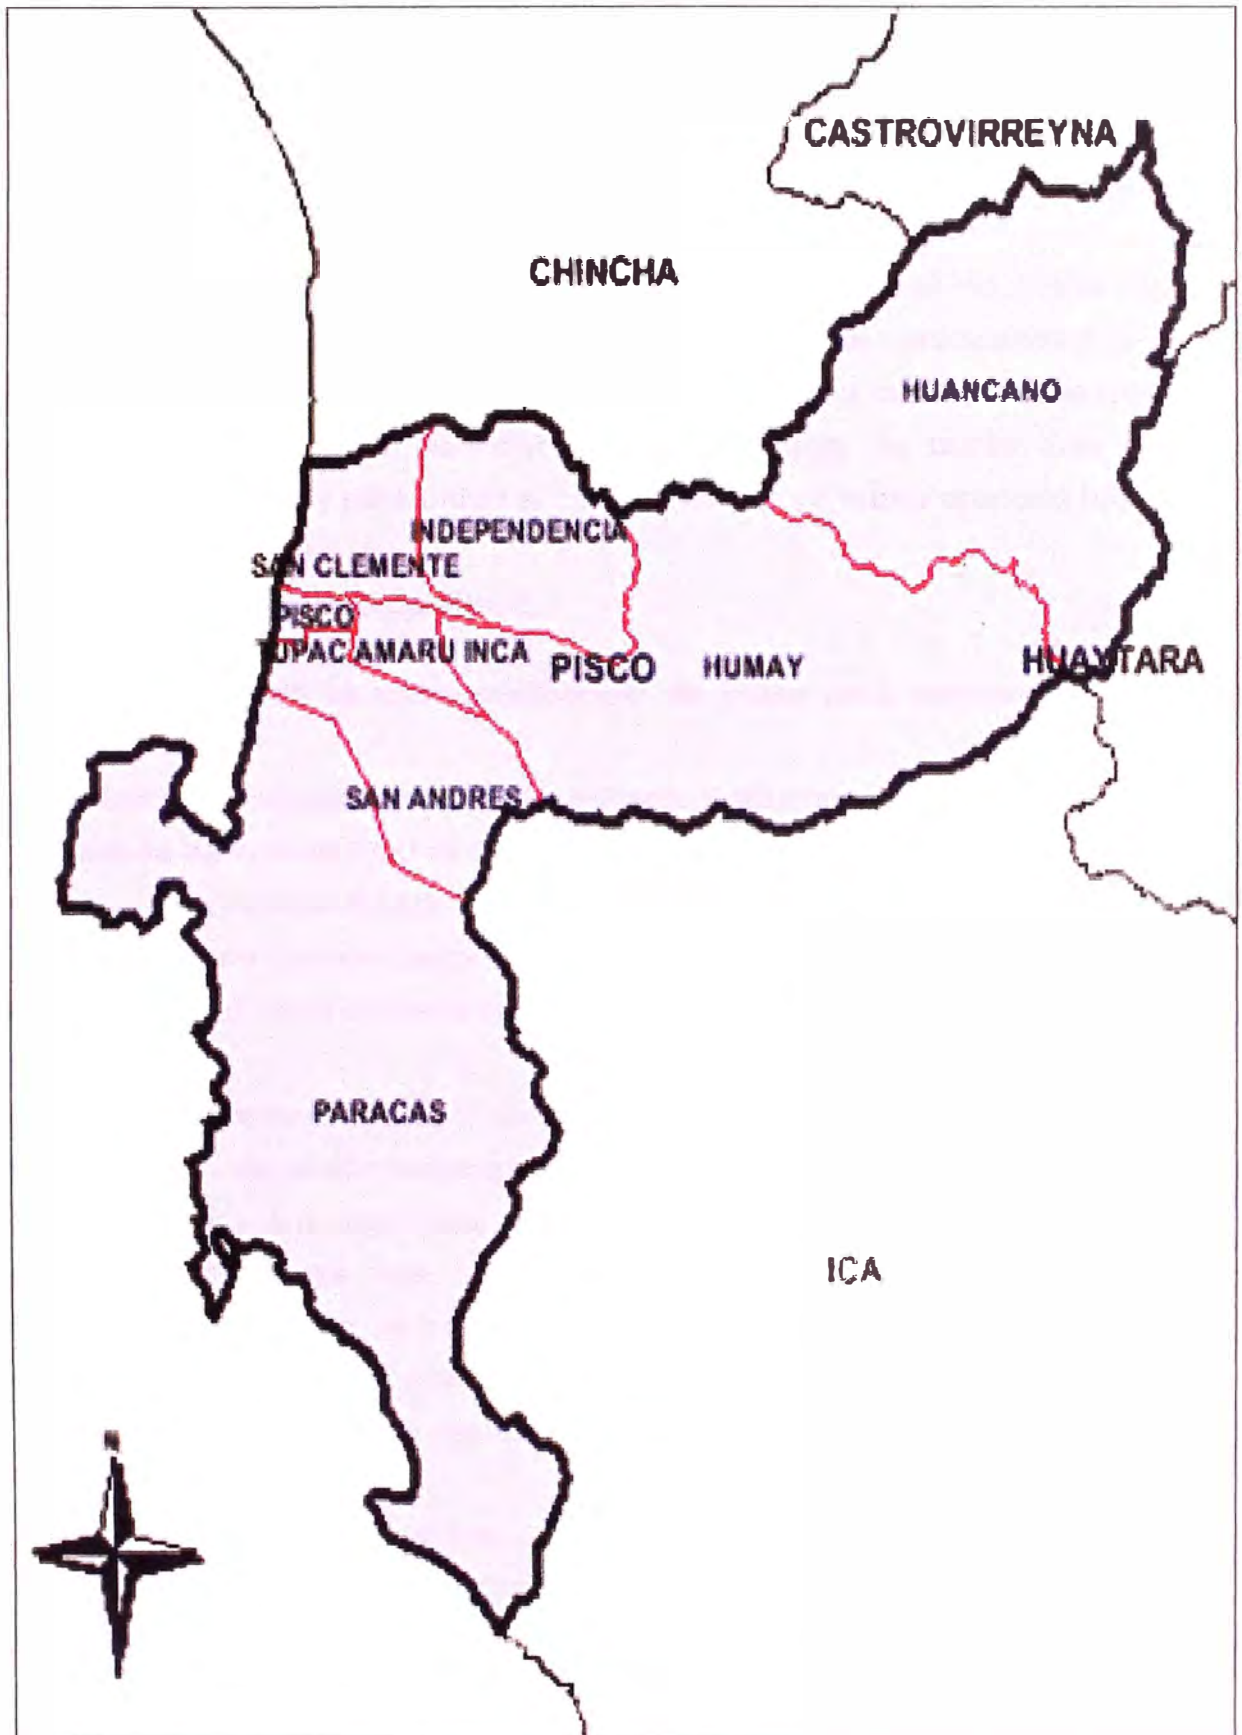 CASTROVIRREYNA
CHINCHA
HUANCANO
INDEPENDENCIA
SAN CLEMENTE
PISCO
TUPAC AMARU INCA
PISCO
HUMAY
HUAYTARA
SAN ANDRES
PARACAS
ICA
N